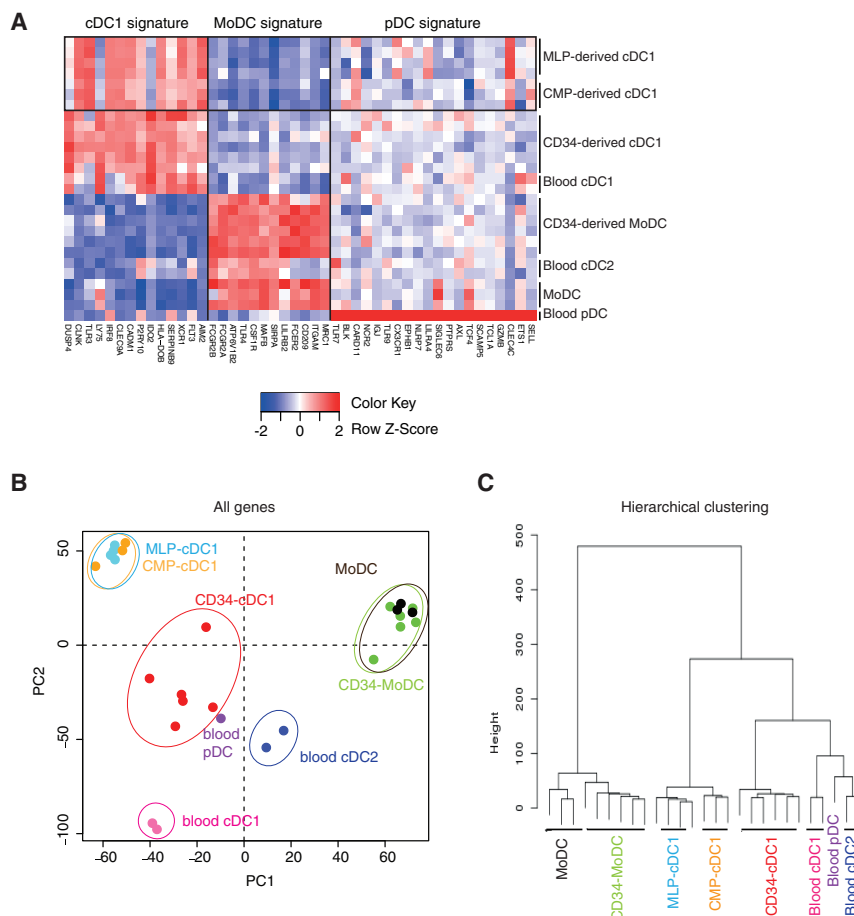 A
cDC1 signature MoDC signature pDC signature
MLP-derived cDC1
CMP-derived cDC1
CD34-derived cDC1
Blood cDC1
CD34-derived MoDC
Blood cDC2
MoDC
Blood pDC
DUSP4 CLNK TLR3 LY75 IRF8 CLEC9A CADM1 P2RY10 IDO2 HLA-DOB SERPINB9 XCR1 FLT3 AIM2 FCGR2B FCGR2A ATP6V1B2 TLR4 CSF1R MAFB SIRPA LILRB2 FCER2 CD209 ITGAM MRC1 TLR7 BLK CARD11 NCR2 IGJ TLR9 CX3CR1 EPHB1 NLRP7 LILRA4 SIGLEC6 PTPRS AXL TCF4 SCAMP5 TCL1A GZMB CLEC4C ETS1 SELL
Color Key
-2 0 2 Row Z-Score
B
All genes
MLP-cDC1
CMP-cDC1
MoDC
CD34-cDC1
CD34-MoDC
blood
pDC
blood cDC2
blood cDC1
PC2
50
0
-50
-100
-60 -40 -20 0 20 40 60
PC1
C
Hierarchical clustering
Height
500
400
300
200
100
0
MoDC
CD34-MoDC
MLP-cDC1
CMP-cDC1
CD34-cDC1
Blood cDC1
Blood pDC
Blood cDC2